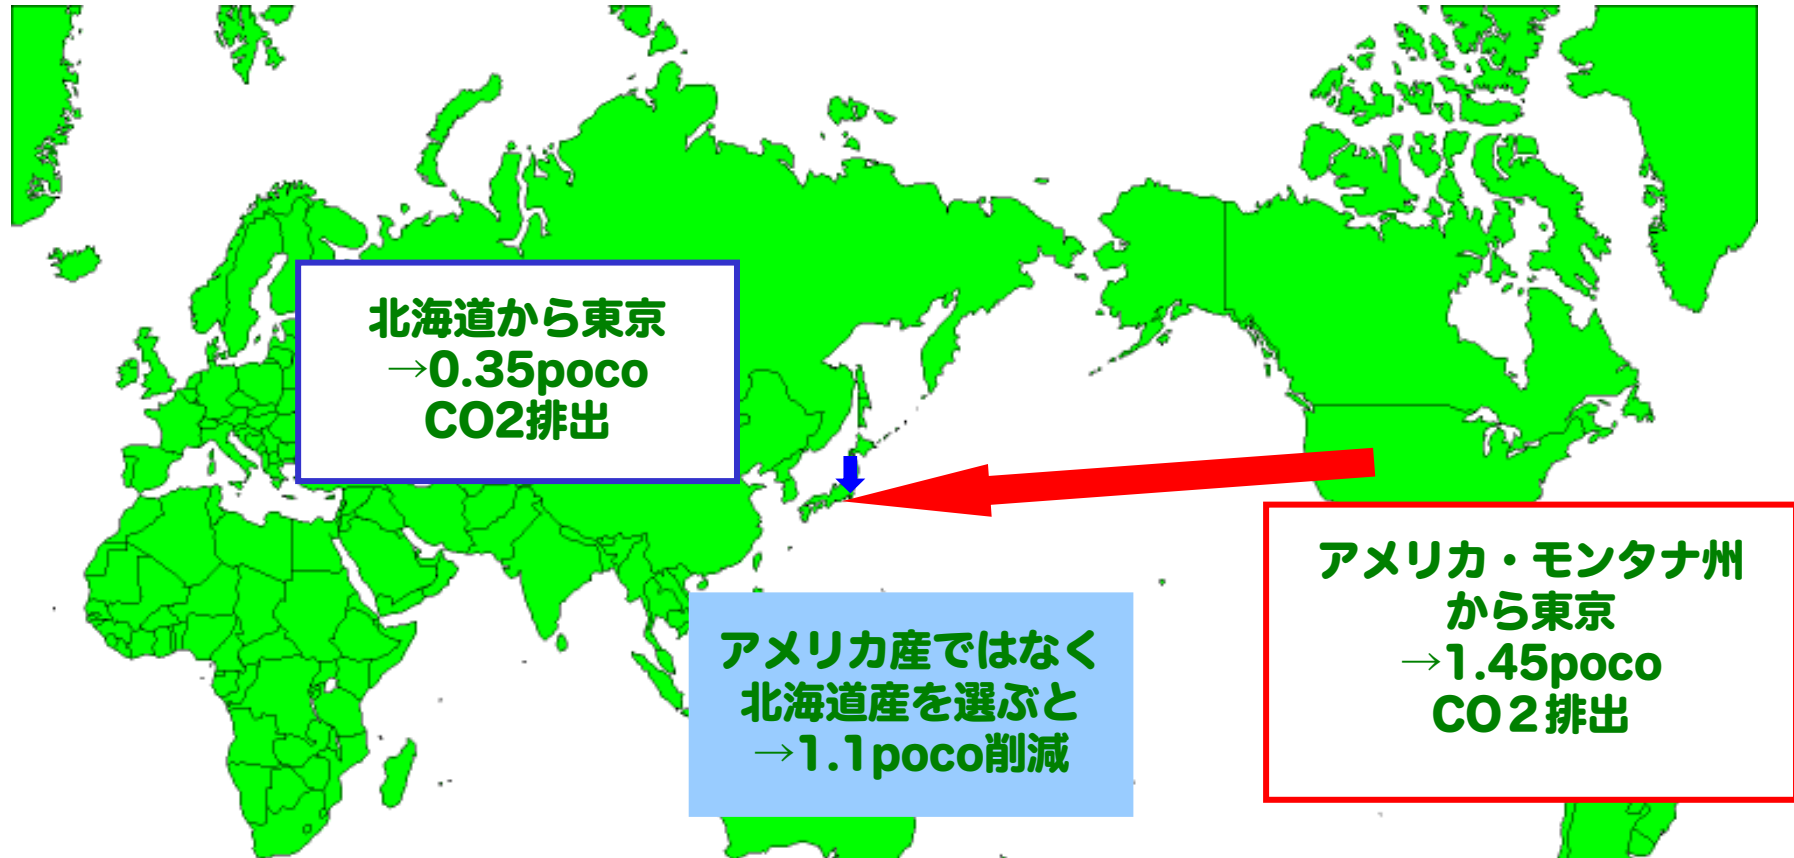 北海道から東京
→0.35poco
CO2排出
アメリカ産ではなく
北海道産を選ぶと
→1.1poco削減
アメリカ・モンタナ州
から東京
→1.45poco
CO２排出